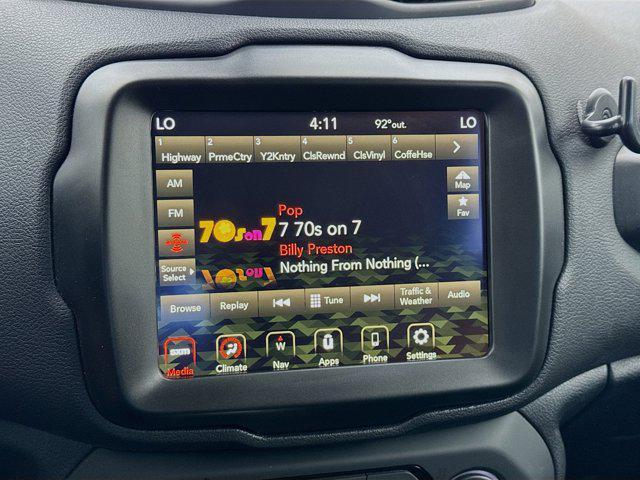 LO 4:11 92° out. LO
1 2 3 4 5 6
Highway PrmeCtry Y2Kntry ClsRewnd ClsVinyl CoffeHse
AM
Map
FM
Fav
Pop
70s on 7 7 70s on 7
Billy Preston
Source Select
Nothing From Nothing (...
Browse Replay Tune Traffic & Weather Audio
SXM W
Media Climate Nav Apps Phone Settings